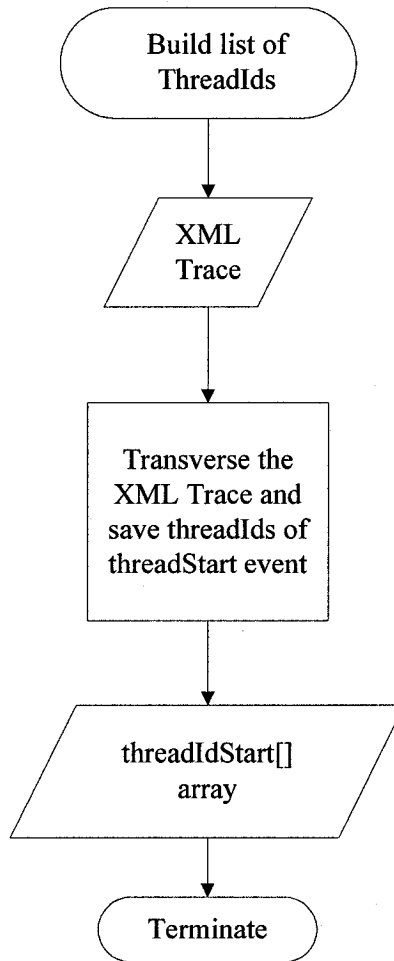 Build list of
ThreadIds
XML
Trace
Transverse the
XML Trace and
save threadIds of
threadStart event
threadIdStart[]
array
Terminate